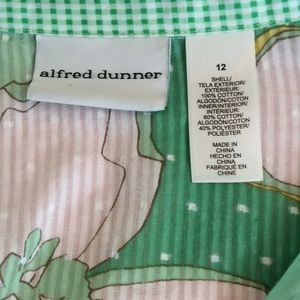 alfred dunner
12
SHELL/
TELA EXTERIOR/
EXTÉRIEUR:
100% COTTON/
ALGODÓN/COTON
INNER/INTERIOR/
INTÉRIEUR:
60% COTTON/
ALGODÓN/COTON
40% POLYESTER/
POLIÉSTER
MADE IN
CHINA
HECHO EN
CHINA
FABRIQUÉ EN
CHINE